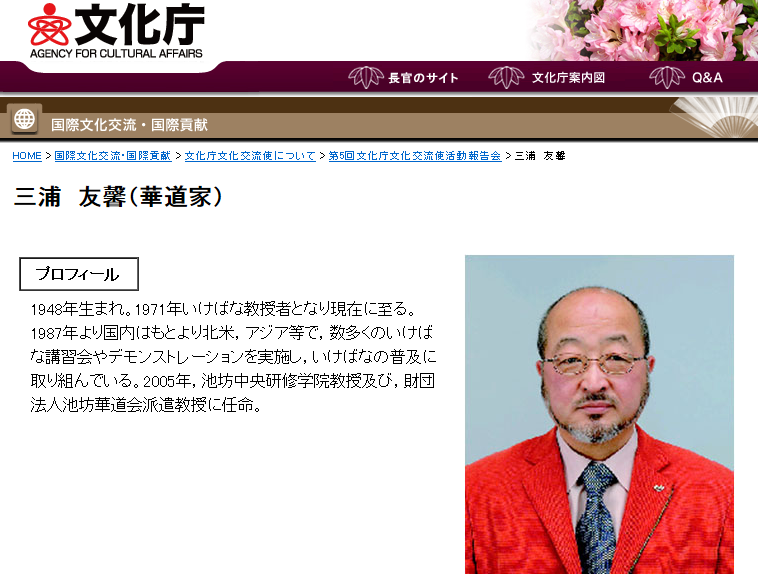 文化庁
AGENCY FOR CULTURAL AFFAIRS
長官のサイト 文化庁案内図 Q&A
国際文化交流・国際貢献
HOME > 国際文化交流・国際貢献 > 文化庁文化交流使について > 第5回文化庁文化交流使活動報告会 > 三浦 友馨
三浦 友馨(華道家)
プロフィール
1948年生まれ。1971年いけばな教授者となり現在に至る。
1987年より国内はもとより北米,アジア等で,数多くのいけば
な講習会やデモンストレーションを実施し,いけばなの普及に
取り組んでいる。2005年,池坊中央研修学院教授及び,財団
法人池坊華道会派遣教授に任命。